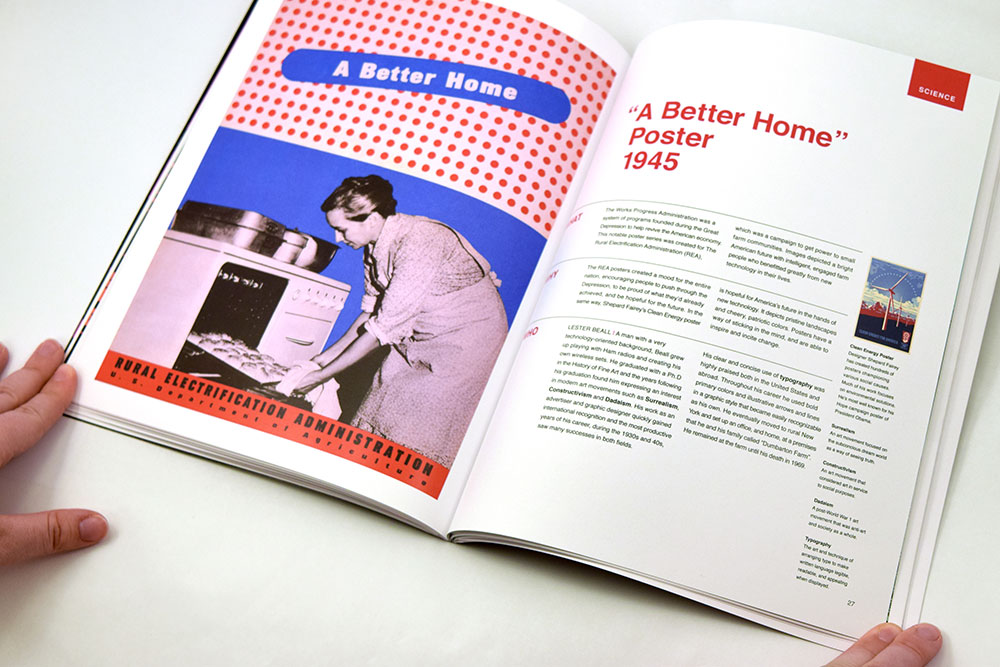 A Better Home
RURAL ELECTRIFICATION ADMINISTRATION
U. S. Department of Agriculture
SCIENCE
“A Better Home”
Poster
1945
The Works Progress Administration was a
system of programs founded during the Great
Depression to help revive the American economy.
This notable poster series was created for The
Rural Electrification Administration (REA),
which was a campaign to get power to small
farm communities. Images depicted a bright
American future with intelligent, engaged farm
people who benefitted greatly from new
technology in their lives.
The REA posters created a mood for the entire
nation, encouraging people to push through the
Depression, to be proud of what they'd already
achieved, and be hopeful for the future. In the
same way, Shepard Fairey's Clean Energy poster
is hopeful for America's future in the hands of
new technology. It depicts pristine landscapes
and cheery, patriotic colors. Posters have a
way of sticking in the mind, and are able to
inspire and incite change.
HO
LESTER BEALL / A man with a very
technology-oriented background, Beall grew
up playing with Ham radios and creating his
own wireless sets. He graduated with a Ph.D
in the History of Fine Art and the years following
his graduation found him expressing an interest
in modern art movements such as Surrealism,
Constructivism and Dadaism. His work as an
advertiser and graphic designer quickly gained
international recognition and the most productive
years of his career, during the 1930s and 40s,
saw many successes in both fields.
His clear and concise use of typography was
highly praised both in the United States and
abroad. Throughout his career he used bold
primary colors and illustrative arrows and lines
in a graphic style that became easily recognizable
as his own. He eventually moved to rural New
York and set up an office, and home, at a premises
that he and his family called “Dumbarton Farm”.
He remained at the farm until his death in 1969.
Clean Energy Poster
Designer Shepard Fairey
has created hundreds of
posters championing
various social causes.
Much of his work focuses
on environmental solutions.
He's most well known for his
Hope campaign poster of
Barack Obama.
Surrealism
An art movement focused on
the subconscious dream world
as a way of seeing truth.
Constructivism
An art movement that
considered art in service
to social purposes.
Dadaism
A post-World War 1 art
movement that was anti-art
and society as a whole.
Typography
The art and technique of
arranging type to make
written language legible,
readable, and appealing
when displayed.
27